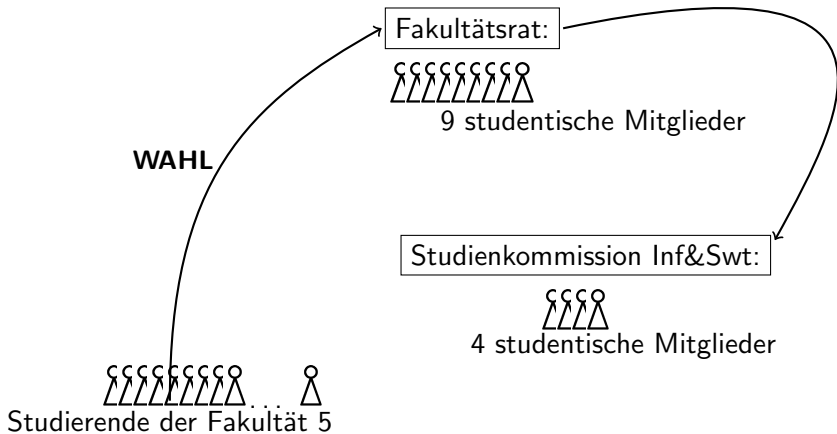 Fakultätsrat:
9 studentische Mitglieder
WAHL
Studienkommission Inf&Swt:
4 studentische Mitglieder
...
Studierende der Fakultät 5